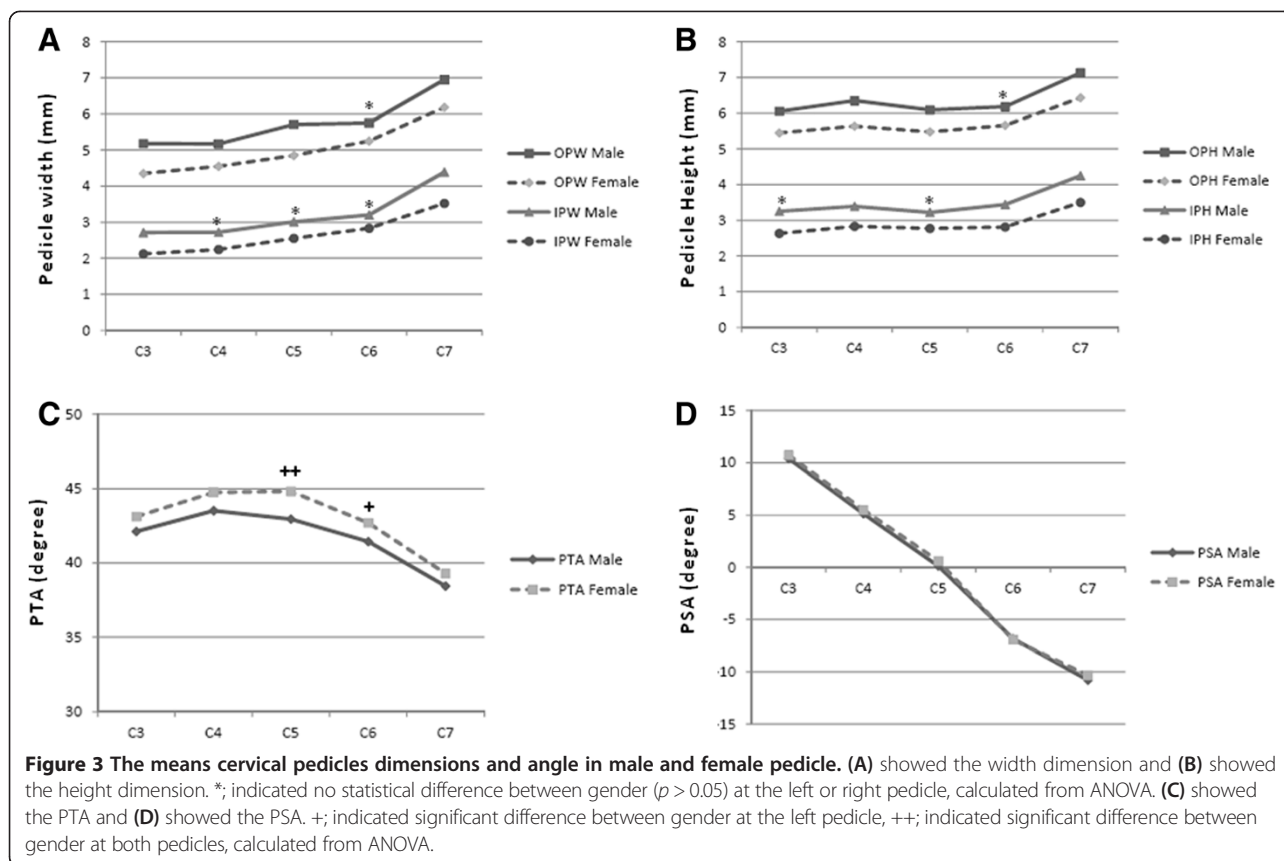 A
Pedicle width (mm)
8
7
6
5
4
3
2
1
0
*
* * *
C3 C4 C5 C6 C7
OPW Male
OPW Female
IPW Male
IPW Female
B
Pedicle Height (mm)
8
7
6
5
4
3
2
1
0
*
* *
C3 C4 C5 C6 C7
OPH Male
OPH Female
IPH Male
IPH Female
C
PTA (degree)
50
45
40
35
30
++
+
C3 C4 C5 C6 C7
PTA Male
PTA Female
D
PSA (degree)
15
10
5
0
-5
-10
-15
C3 C4 C5 C6 C7
PSA Male
PSA Female
Figure 3 The means cervical pedicles dimensions and angle in male and female pedicle. (A) showed the width dimension and (B) showed
the height dimension. *; indicated no statistical difference between gender (p > 0.05) at the left or right pedicle, calculated from ANOVA. (C) showed
the PTA and (D) showed the PSA. +; indicated significant difference between gender at the left pedicle, ++; indicated significant difference between
gender at both pedicles, calculated from ANOVA.